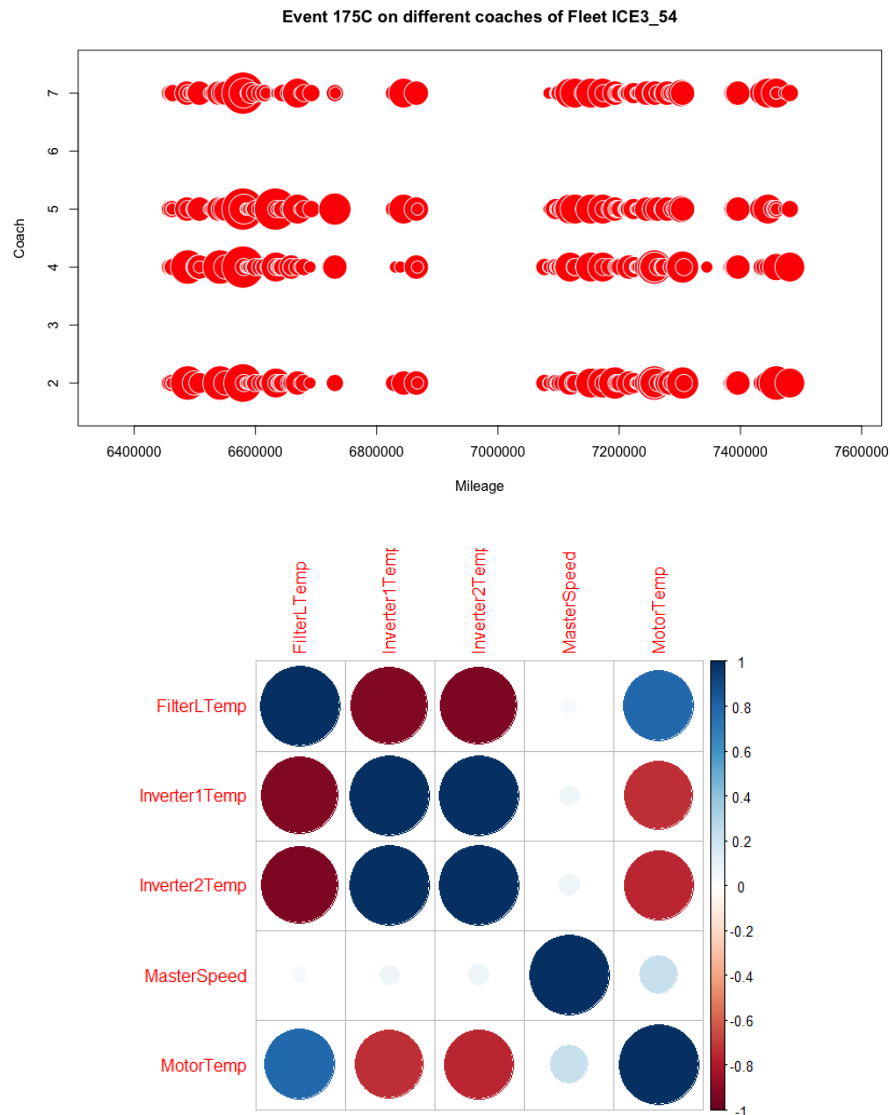 Event 175C on different coaches of Fleet ICE3_54
7
6
5
4
3
2
Coach
6400000 6600000 6800000 7000000 7200000 7400000 7600000
Mileage
FilterLTemp Inverter1Temp Inverter2Temp MasterSpeed MotorTemp
FilterLTemp
Inverter1Temp
Inverter2Temp
MasterSpeed
MotorTemp
1
0.8
0.6
0.4
0.2
0
-0.2
-0.4
-0.6
-0.8
-1